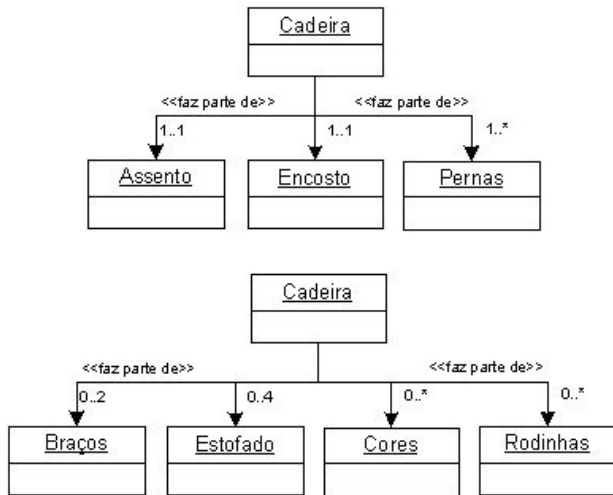 Cadeira
<<faz parte de>> <<faz parte de>>
1..1 1..1 1..*
Assento Encosto Pernas
Cadeira
<<faz parte de>> <<faz parte de>>
0..2 0..4 0..* 0..*
Braços Estofado Cores Rodinhas